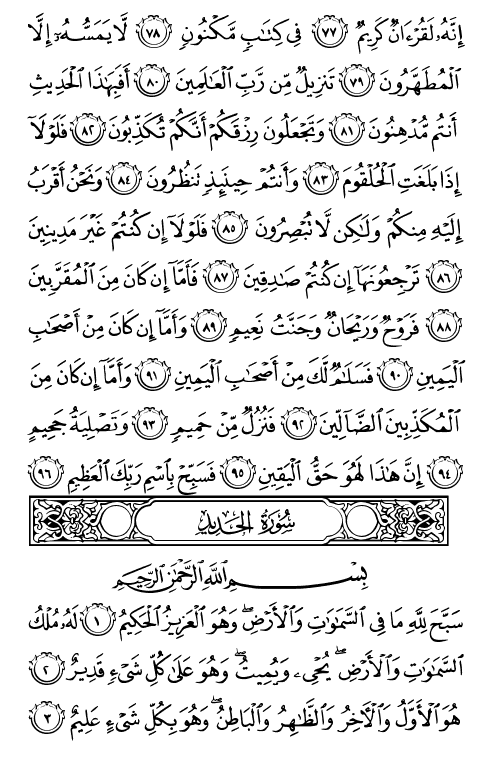 إِنَّهُۥ لَقُرْءَانٌ كَرِيمٌ ٧٧ فِى كِتَٰبٍ مَّكْنُونٍ ٧٨ لَّا يَمَسُّهُۥٓ إِلَّا
ٱلْمُطَهَّرُونَ ٧٩ تَنزِيلٌ مِّن رَّبِّ ٱلْعَٰلَمِينَ ٨٠ أَفَبِهَٰذَا ٱلْحَدِيثِ
أَنتُم مُّدْهِنُونَ ٨١ وَتَجْعَلُونَ رِزْقَكُمْ أَنَّكُمْ تُكَذِّبُونَ ٨٢ فَلَوْلَآ
إِذَا بَلَغَتِ ٱلْحُلْقُومَ ٨٣ وَأَنتُمْ حِينَئِذٍ تَنظُرُونَ ٨٤ وَنَحْنُ أَقْرَبُ
إِلَيْهِ مِنكُمْ وَلَٰكِن لَّا تُبْصِرُونَ ٨٥ فَلَوْلَآ إِن كُنتُمْ غَيْرَ مَدِينِينَ
٨٦ تَرْجِعُونَهَآ إِن كُنتُمْ صَٰدِقِينَ ٨٧ فَأَمَّآ إِن كَانَ مِنَ ٱلْمُقَرَّبِينَ
٨٨ فَرَوْحٌ وَرَيْحَانٌ وَجَنَّتُ نَعِيمٍ ٨٩ وَأَمَّآ إِن كَانَ مِنْ أَصْحَٰبِ
ٱلْيَمِينِ ٩٠ فَسَلَٰمٌ لَّكَ مِنْ أَصْحَٰبِ ٱلْيَمِينِ ٩١ وَأَمَّآ إِن كَانَ مِنَ
ٱلْمُكَذِّبِينَ ٱلضَّآلِّينَ ٩٢ فَنُزُلٌ مِّنْ حَمِيمٍ ٩٣ وَتَصْلِيَةُ جَحِيمٍ
٩٤ إِنَّ هَٰذَا لَهُوَ حَقُّ ٱلْيَقِينِ ٩٥ فَسَبِّحْ بِٱسْمِ رَبِّكَ ٱلْعَظِيمِ ٩٦
سُورَةُ الحَدِيدِ
بِسْمِ ٱللَّهِ ٱلرَّحْمَٰنِ ٱلرَّحِيمِ
سَبَّحَ لِلَّهِ مَا فِى ٱلسَّمَٰوَٰتِ وَٱلْأَرْضِ ۖ وَهُوَ ٱلْعَزِيزُ ٱلْحَكِيمُ ١ لَهُۥ مُلْكُ
ٱلسَّمَٰوَٰتِ وَٱلْأَرْضِ ۖ يُحْىِۦ وَيُمِيتُ ۖ وَهُوَ عَلَىٰ كُلِّ شَىْءٍ قَدِيرٌ ٢
هُوَ ٱلْأَوَّلُ وَٱلْءَاخِرُ وَٱلظَّٰهِرُ وَٱلْبَاطِنُ ۖ وَهُوَ بِكُلِّ شَىْءٍ عَلِيمٌ ٣